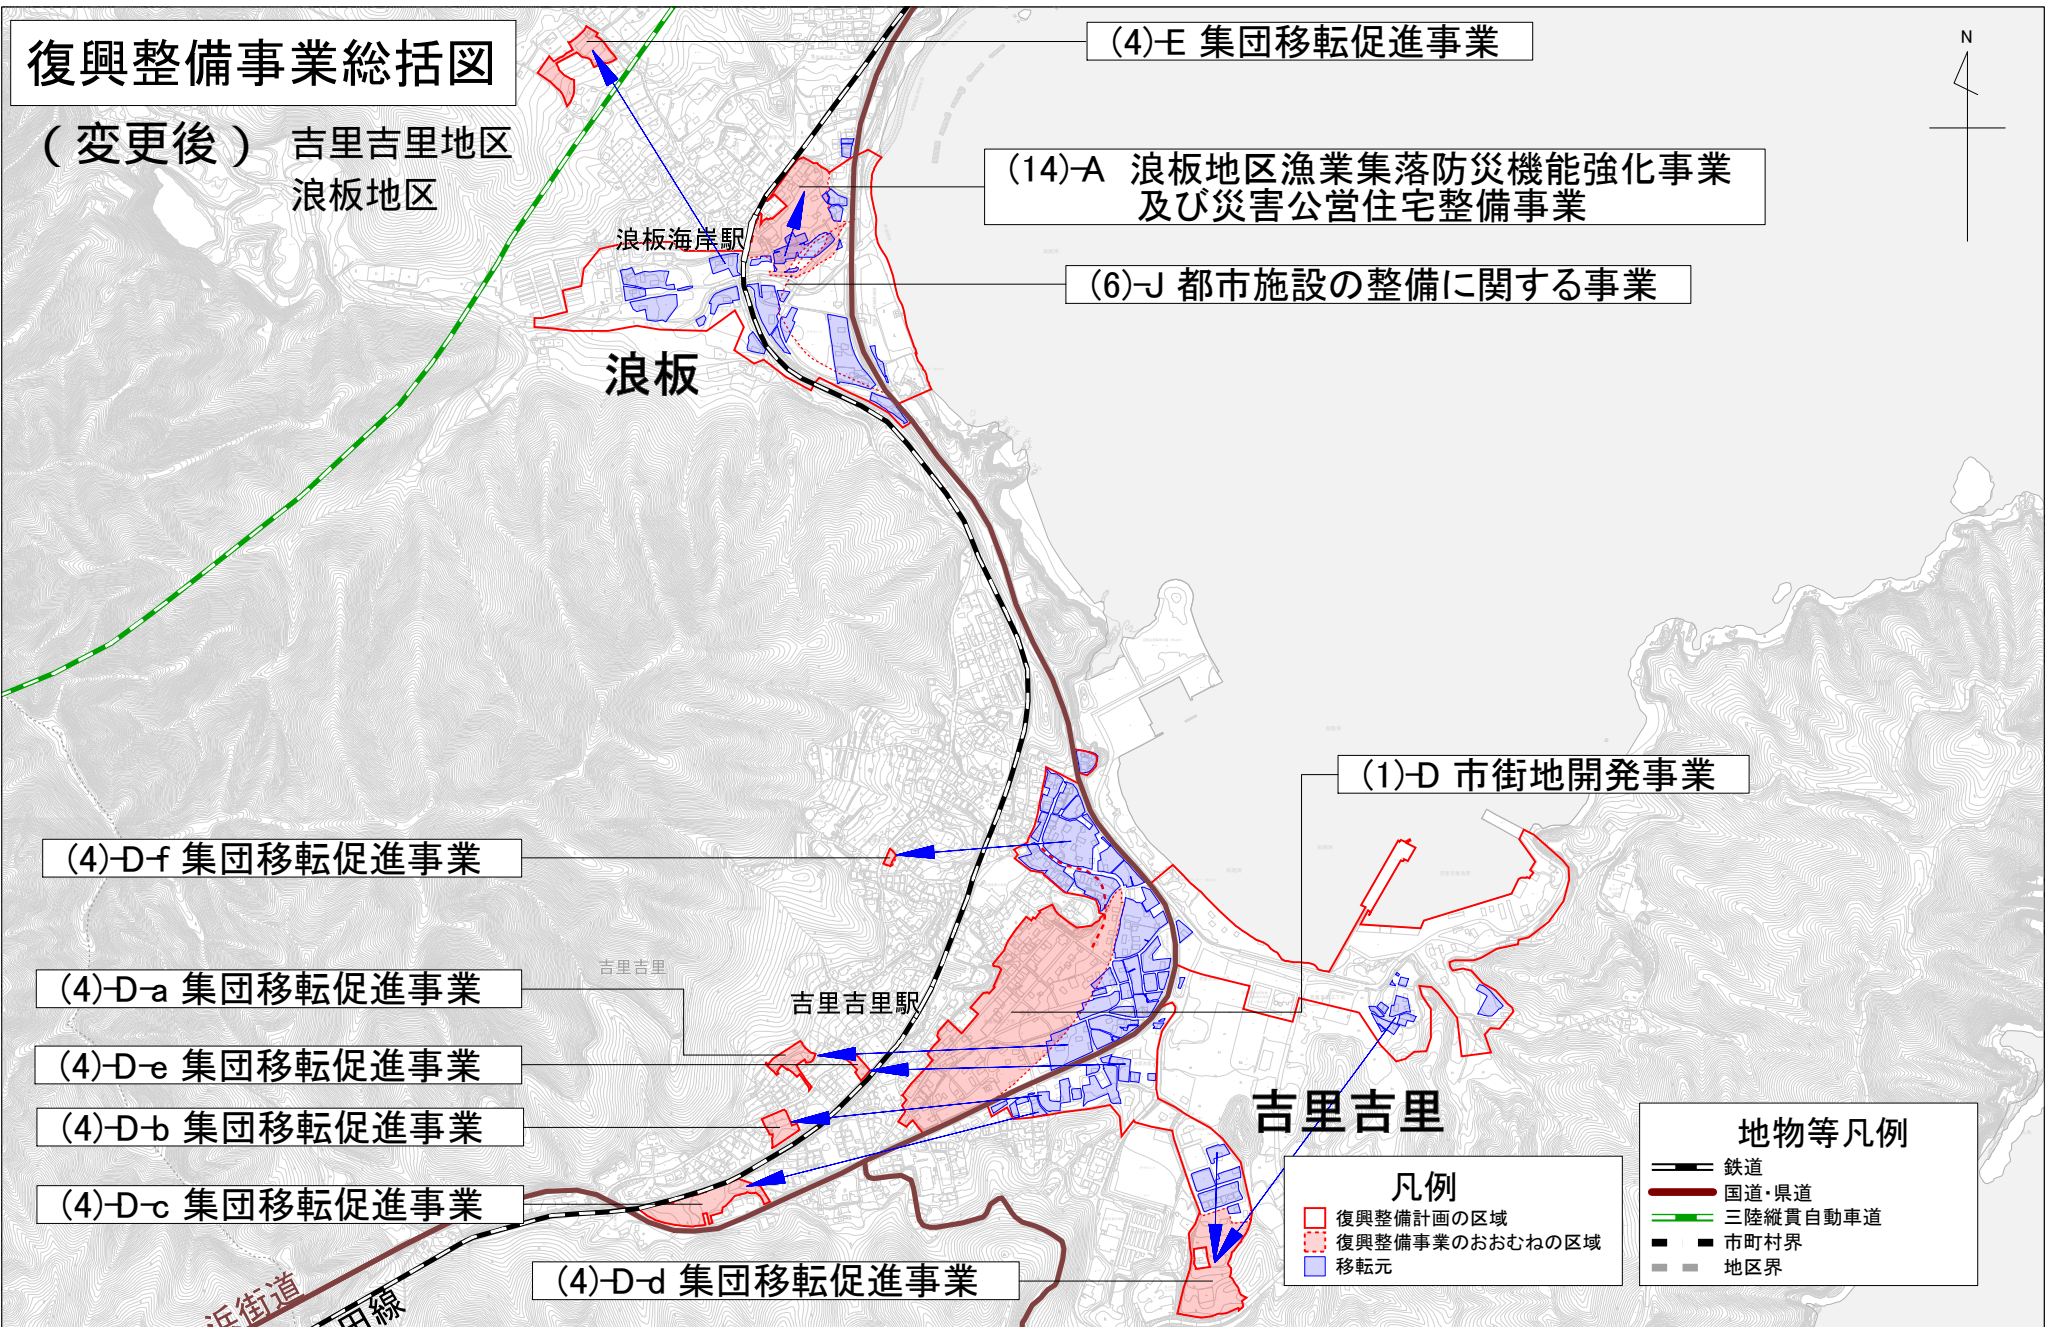 復興整備事業総括図
(変更後) 吉里吉里地区
浪板地区
(4)-E 集団移転促進事業
N
(14)-A 浪板地区漁業集落防災機能強化事業
及び災害公営住宅整備事業
浪板海岸駅
(6)-J 都市施設の整備に関する事業
浪板
(1)-D 市街地開発事業
(4)-D-f 集団移転促進事業
吉里吉里
(4)-D-a 集団移転促進事業
吉里吉里駅
(4)-D-e 集団移転促進事業
(4)-D-b 集団移転促進事業
(4)-D-c 集団移転促進事業
(4)-D-d 集団移転促進事業
吉里吉里
凡例
復興整備計画の区域
復興整備事業のおおむねの区域
移転元
地物等凡例
鉄道
国道・県道
三陸縦貫自動車道
市町村界
地区界
浜街道
田線